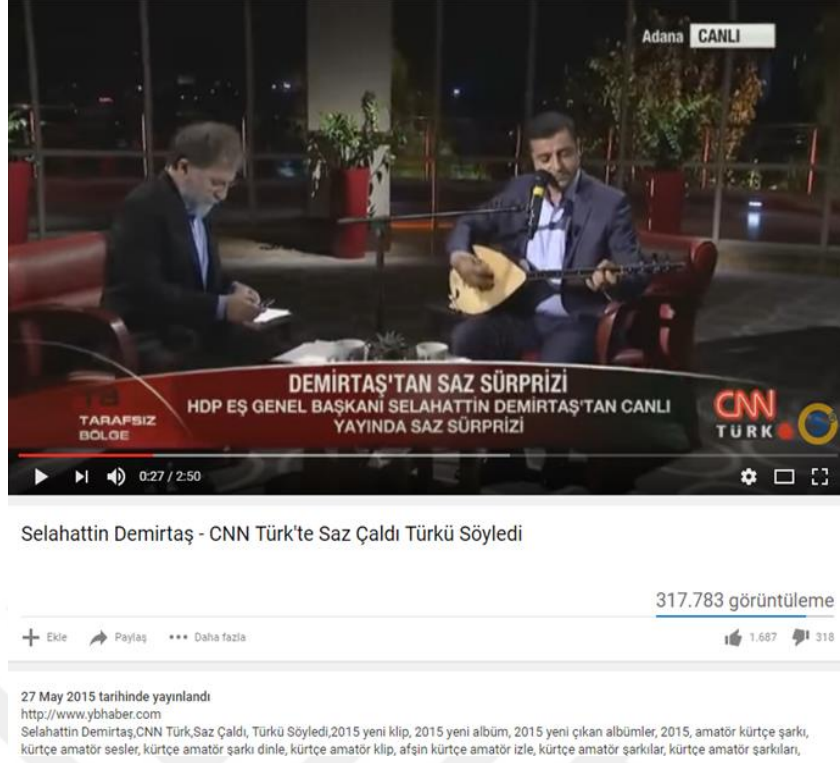 Adana CANLI
DEMİRTAŞ'TAN SAZ SÜRPRİZİ
HDP EŞ GENEL BAŞKANI SELAHATTİN DEMİRTAŞ'TAN CANLI
YAYINDA SAZ SÜRPRİZİ
TARAFSIZ
BÖLGE
CNN
TÜRK
0:27 / 2:50
Selahattin Demirtaş - CNN Türk'te Saz Çaldı Türkü Söyledi
317.783 görüntüleme
Ekle Paylaş Daha fazla 1.687 318
27 May 2015 tarihinde yayınlandı
http://www.ybhaber.com
Selahattin Demirtaş,CNN Türk,Saz Çaldı, Türkü Söyledi,2015 yeni klip, 2015 yeni albüm, 2015 yeni çıkan albümler, 2015, amatör kürtçe şarkı,
kürtçe amatör sesler, kürtçe amatör şarkı dinle, kürtçe amatör klip, afşin kürtçe amatör izle, kürtçe amatör şarkılar, kürtçe amatör şarkıları,